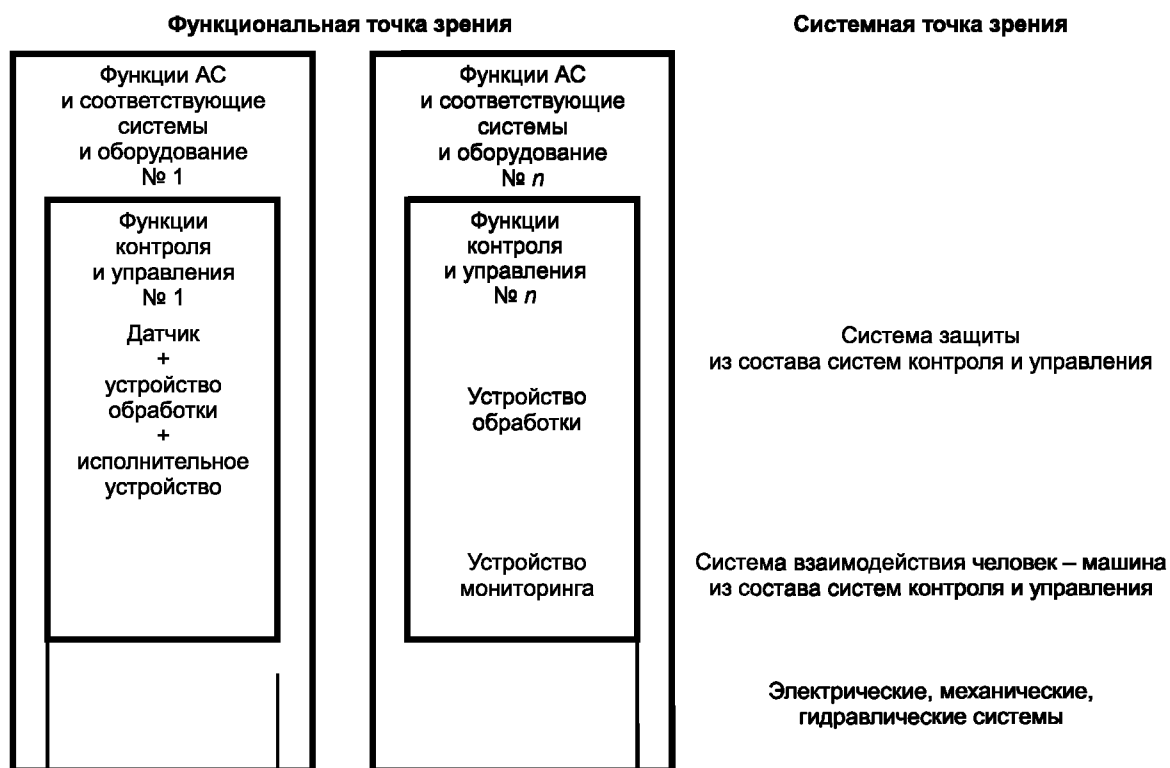 Функциональная точка зрения
Системная точка зрения
Функции АС
и соответствующие
системы
и оборудование
№ 1
Функции
контроля
и управления
№ 1
Датчик
+
устройство
обработки
+
исполнительное
устройство
Функции АС
и соответствующие
системы
и оборудование
№ n
Функции
контроля
и управления
№ n
Устройство
обработки
Устройство
мониторинга
Система защиты
из состава систем контроля и управления
Система взаимодействия человек – машина
из состава систем контроля и управления
Электрические, механические,
гидравлические системы